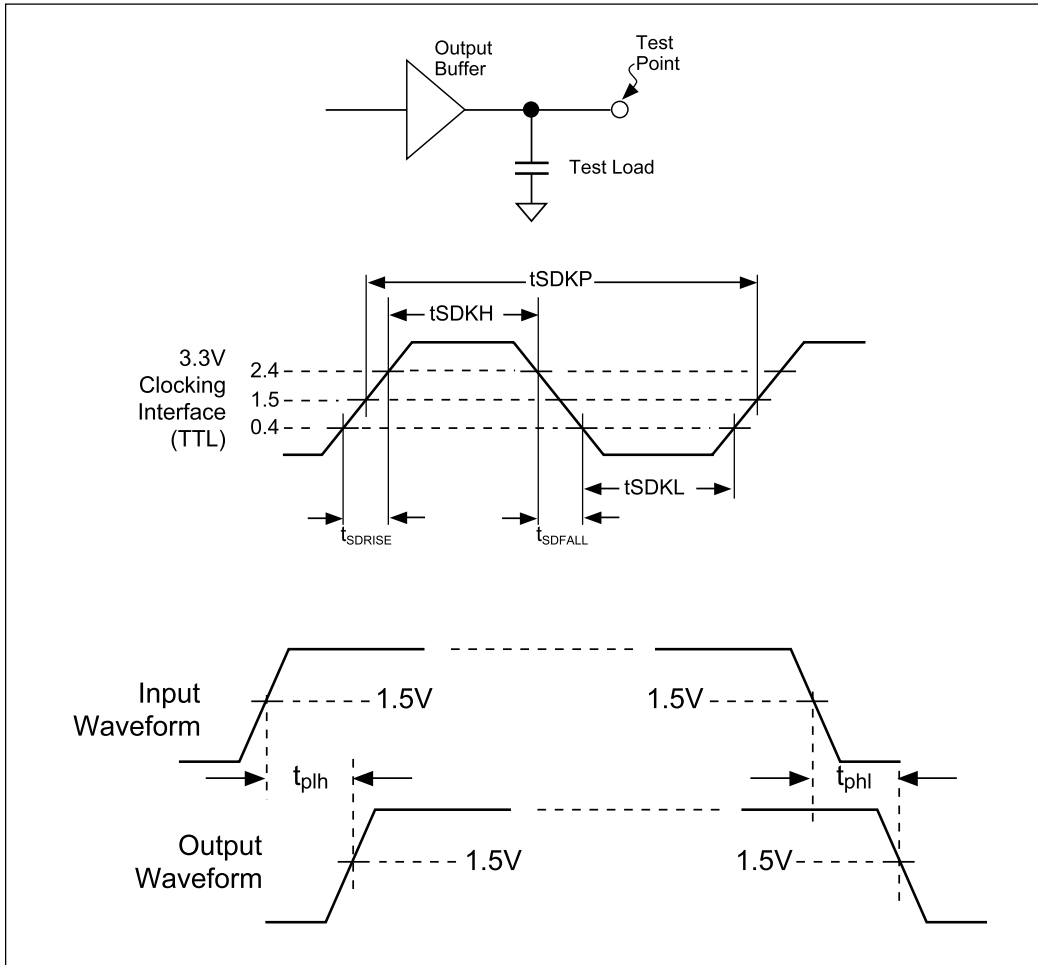 Output
Buffer
Test
Point
Test Load
tSDKP
tSDKH
3.3V
Clocking
Interface
(TTL)
2.4
1.5
0.4
tSDKL
tSDRISE
tSDFALL
Input
Waveform
1.5V
1.5V
tplh
tphl
Output
Waveform
1.5V
1.5V